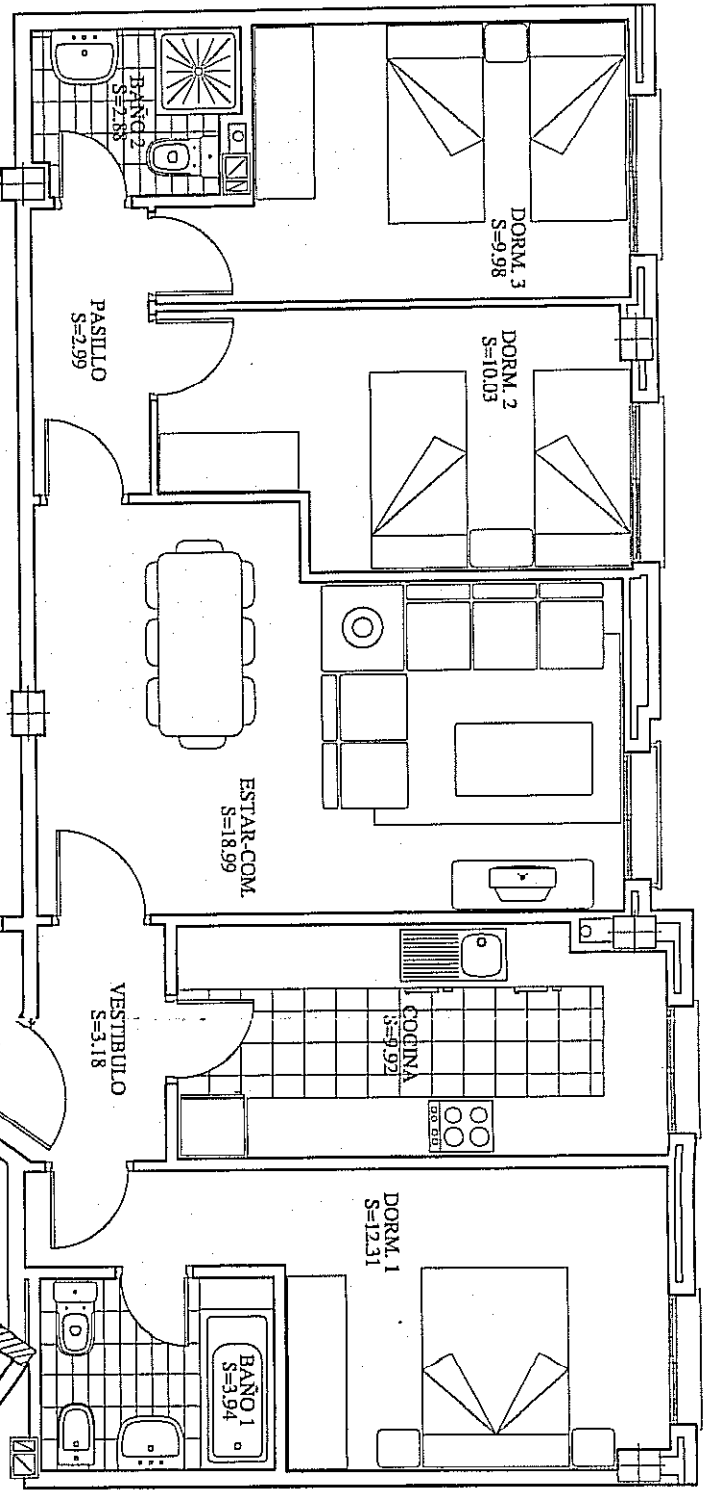 BAÑO 2
S=2.83
DORM. 3
S=9.98
PASILLO
S=2.99
DORM. 2
S=10.03
ESTAR-COM.
S=18.99
VESTIBULO
S=3.18
COCINA
S=9.92
DORM. 1
S=12.31
BAÑO 1
S=3.94